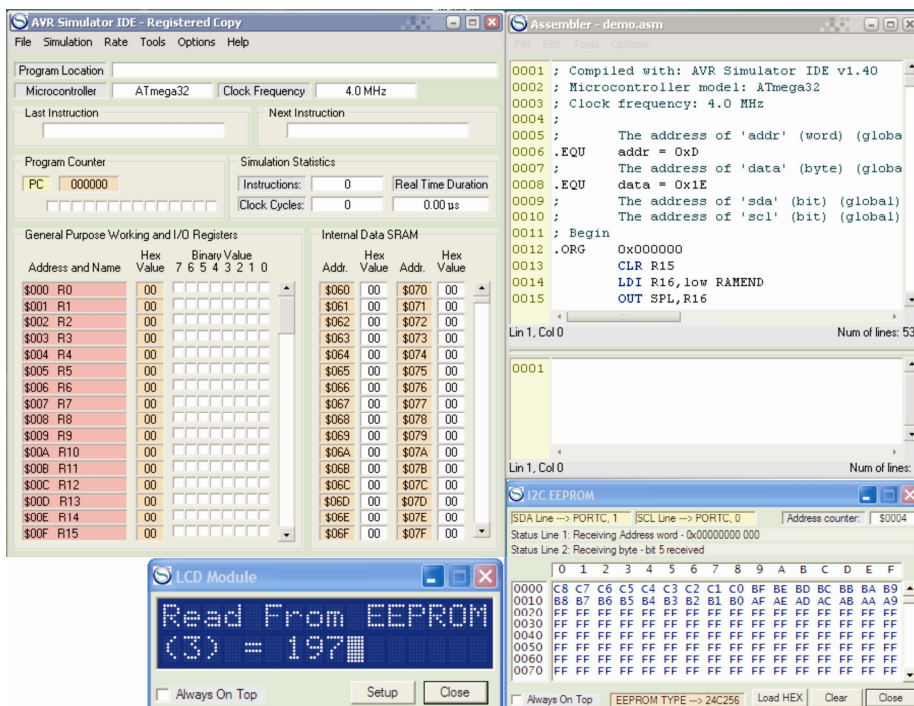 AVR Simulator IDE - Registered Copy
File Simulation Rate Tools Options Help
Program Location
Microcontroller ATmega32 Clock Frequency 4.0 MHz
Last Instruction Next Instruction
Program Counter Simulation Statistics
PC 000000 Instructions: 0 Real Time Duration
Clock Cycles: 0 0.00 µs
General Purpose Working and I/O Registers Internal Data SRAM
Hex Binary Value Hex Hex
Address and Name Value 7 6 5 4 3 2 1 0 Addr. Value Addr. Value
$000 R0 00 $060 00 $070 00
$001 R1 00 $061 00 $071 00
$002 R2 00 $062 00 $072 00
$003 R3 00 $063 00 $073 00
$004 R4 00 $064 00 $074 00
$005 R5 00 $065 00 $075 00
$006 R6 00 $066 00 $076 00
$007 R7 00 $067 00 $077 00
$008 R8 00 $068 00 $078 00
$009 R9 00 $069 00 $079 00
$00A R10 00 $06A 00 $07A 00
$00B R11 00 $06B 00 $07B 00
$00C R12 00 $06C 00 $07C 00
$00D R13 00 $06D 00 $07D 00
$00E R14 00 $06E 00 $07E 00
$00F R15 00 $06F 00 $07F 00
Assembler - demo.asm
File Edit Tools Options
0001 ; Compiled with: AVR Simulator IDE v1.40
0002 ; Microcontroller model: ATmega32
0003 ; Clock frequency: 4.0 MHz
0004 ;
0005 ; The address of 'addr' (word) (globa
0006 .EQU addr = 0xD
0007 ; The address of 'data' (byte) (globa
0008 .EQU data = 0x1E
0009 ; The address of 'sda' (bit) (global)
0010 ; The address of 'scl' (bit) (global)
0011 ; Begin
0012 .ORG 0x000000
0013 CLR R15
0014 LDI R16,low RAMEND
0015 OUT SPL,R16
Lin 1, Col 0 Num of lines: 53
0001
Lin 1, Col 0 Num of lines:
I2C EEPROM
SDA Line ---> PORTC, 1 SCL Line ---> PORTC, 0 Address counter: $0004
Status Line 1: Receiving Address word - 0x00000000 000
Status Line 2: Receiving byte - bit 5 received
0 1 2 3 4 5 6 7 8 9 A B C D E F
0000 C8 C7 C6 C5 C4 C3 C2 C1 C0 BF BE BD BC BB BA B9
0010 B8 B7 B6 B5 B4 B3 B2 B1 B0 AF AE AD AC AB AA A9
0020 FF FF FF FF FF FF FF FF FF FF FF FF FF FF FF FF
0030 FF FF FF FF FF FF FF FF FF FF FF FF FF FF FF FF
0040 FF FF FF FF FF FF FF FF FF FF FF FF FF FF FF FF
0050 FF FF FF FF FF FF FF FF FF FF FF FF FF FF FF FF
0060 FF FF FF FF FF FF FF FF FF FF FF FF FF FF FF FF
0070 FF FF FF FF FF FF FF FF FF FF FF FF FF FF FF FF
Always On Top EEPROM TYPE ---> 24C256 Load HEX Clear Close
LCD Module
Read From EEPROM
(3) = 197
Always On Top Setup Close